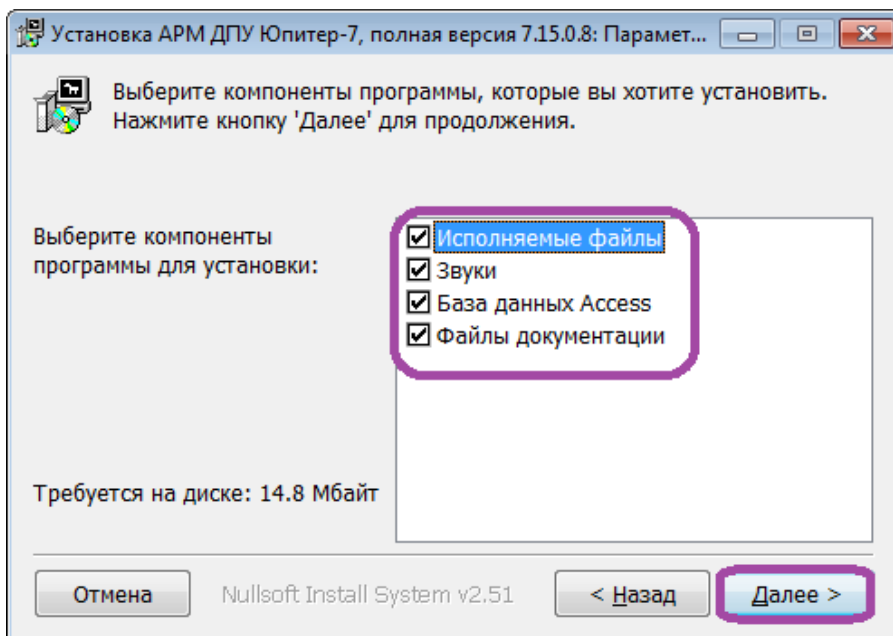 Установка АРМ ДПУ Юпитер-7, полная версия 7.15.0.8: Парамет...
Выберите компоненты программы, которые вы хотите установить.
Нажмите кнопку 'Далее' для продолжения.
Выберите компоненты
программы для установки:
Исполняемые файлы
Звуки
База данных Access
Файлы документации
Требуется на диске: 14.8 Мбайт
Отмена
Nullsoft Install System v2.51
< Назад
Далее >